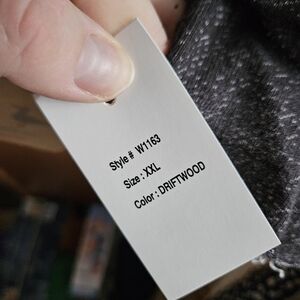 Style # W1163
Size : XXL
Color : DRIFTWOOD